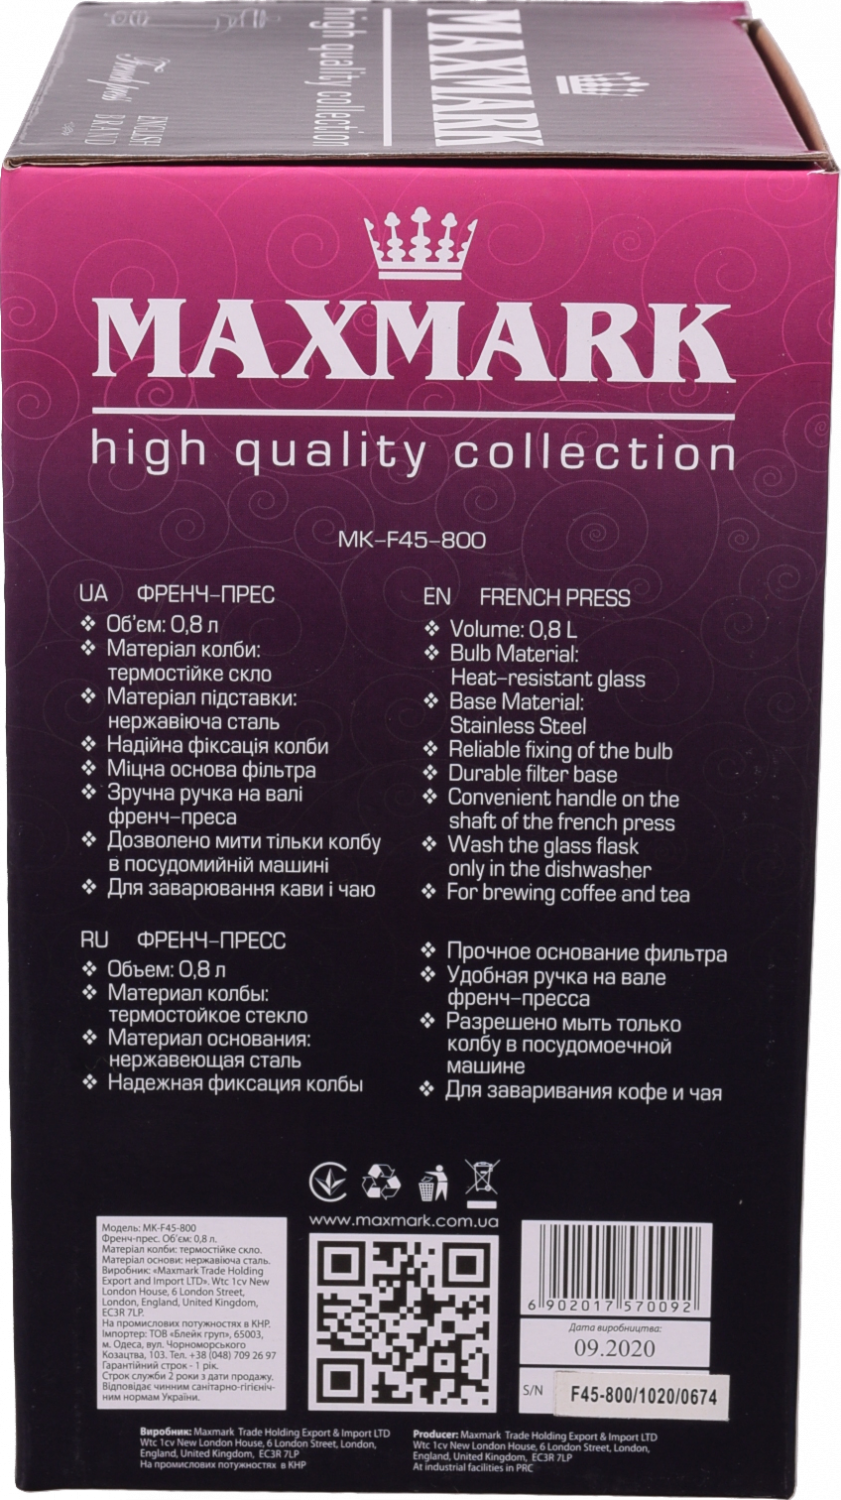 MAXMARK
high quality collection
French press
ENGLISH
BRAND
MAXMARK
high quality collection
MK-F45-800
UA ФРЕНЧ-ПРЕС
❖ Об'єм: 0,8 л
❖ Матеріал колби:
термостійке скло
❖ Матеріал підставки:
нержавіюча сталь
❖ Надійна фіксація колби
❖ Міцна основа фільтра
❖ Зручна ручка на валі
френч-преса
❖ Дозволено мити тільки колбу
в посудомийній машині
❖ Для заварювання кави і чаю
EN FRENCH PRESS
❖ Volume: 0,8 L
❖ Bulb Material:
Heat-resistant glass
❖ Base Material:
Stainless Steel
❖ Reliable fixing of the bulb
❖ Durable filter base
❖ Convenient handle on the
shaft of the french press
❖ Wash the glass flask
only in the dishwasher
❖ For brewing coffee and tea
RU ФРЕНЧ-ПРЕСС
❖ Объем: 0,8 л
❖ Материал колбы:
термостойкое стекло
❖ Материал основания:
нержавеющая сталь
❖ Надежная фиксация колбы
❖ Прочное основание фильтра
❖ Удобная ручка на вале
френч-пресса
❖ Разрешено мыть только
колбу в посудомоечной
машине
❖ Для заваривания кофе и чая
www.maxmark.com.ua
Модель: MK-F45-800
Френч-прес. Об'єм: 0,8 л.
Матеріал колби: термостійке скло.
Матеріал основи: нержавіюча сталь.
Виробник: «Maxmark Trade Holding
Export and Import LTD». Wtc 1cv New
London House, 6 London Street,
London, England, United Kingdom,
EC3R 7LP.
На промислових потужностях в КНР.
Імпортер: ТОВ «Блейк груп», 65003,
м. Одеса, вул. Чорноморського
Козацтва, 103. Тел. +38 (048) 709 26 97
Гарантійний строк - 1 рік.
Строк служби 2 роки з дати продажу.
Відповідає чинним санітарно-гігієніч-
ним нормам України.
6 902017 570092
Дата виробництва:
09.2020
S/N F45-800/1020/0674
Виробник: Maxmark Trade Holding Export & Import LTD
Wtc 1cv New London House, 6 London Street, London,
England, United Kingdom, EC3R 7LP
На промислових потужностях в КНР
Producer: Maxmark Trade Holding Export & Import LTD
Wtc 1cv New London House, 6 London Street, London,
England, United Kingdom, EC3R 7LP
At industrial facilities in PRC